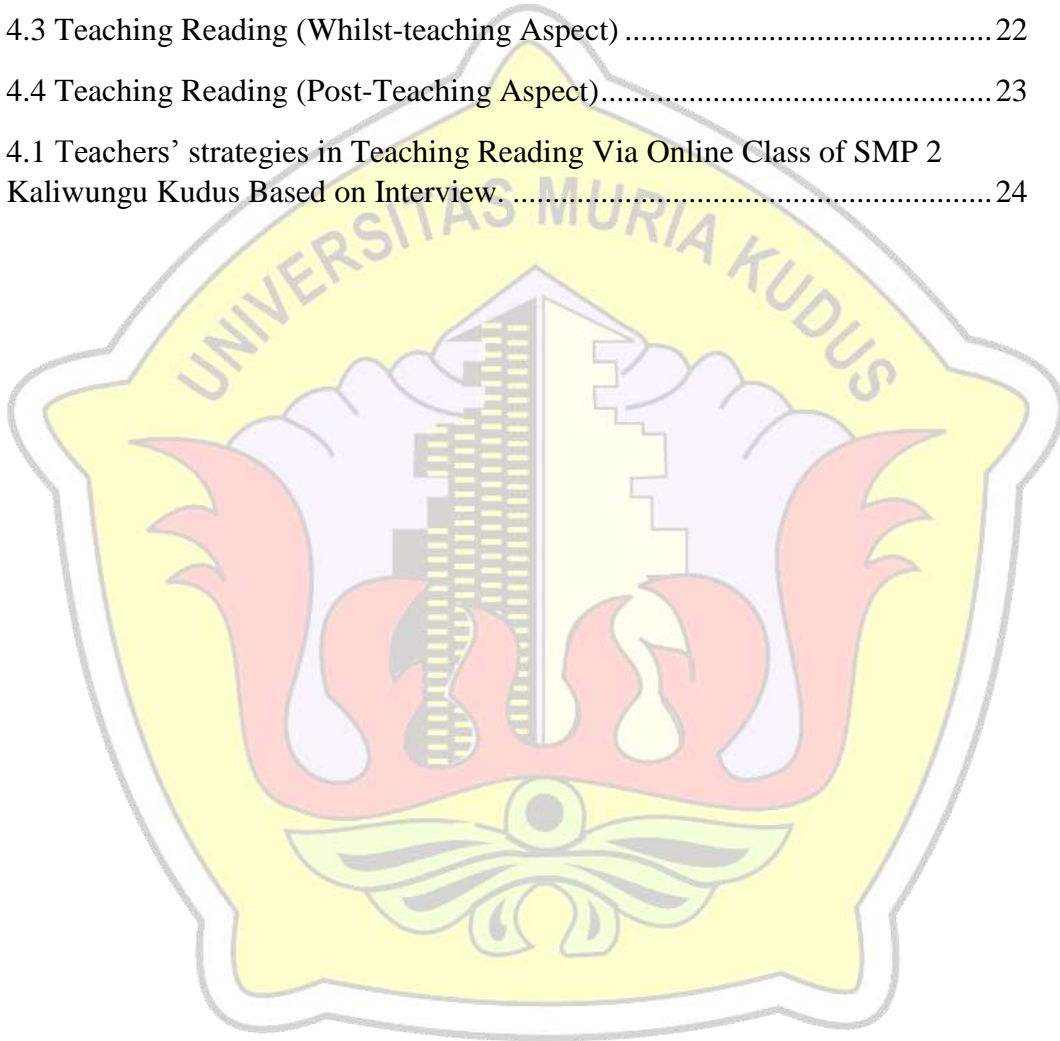 4.3 Teaching Reading (Whilst-teaching Aspect) ....................................... 22
4.4 Teaching Reading (Post-Teaching Aspect).......................................... 23
4.1 Teachers’ strategies in Teaching Reading Via Online Class of SMP 2
Kaliwungu Kudus Based on Interview. .................................................... 24
UNIVERSITAS MURIA KUDUS